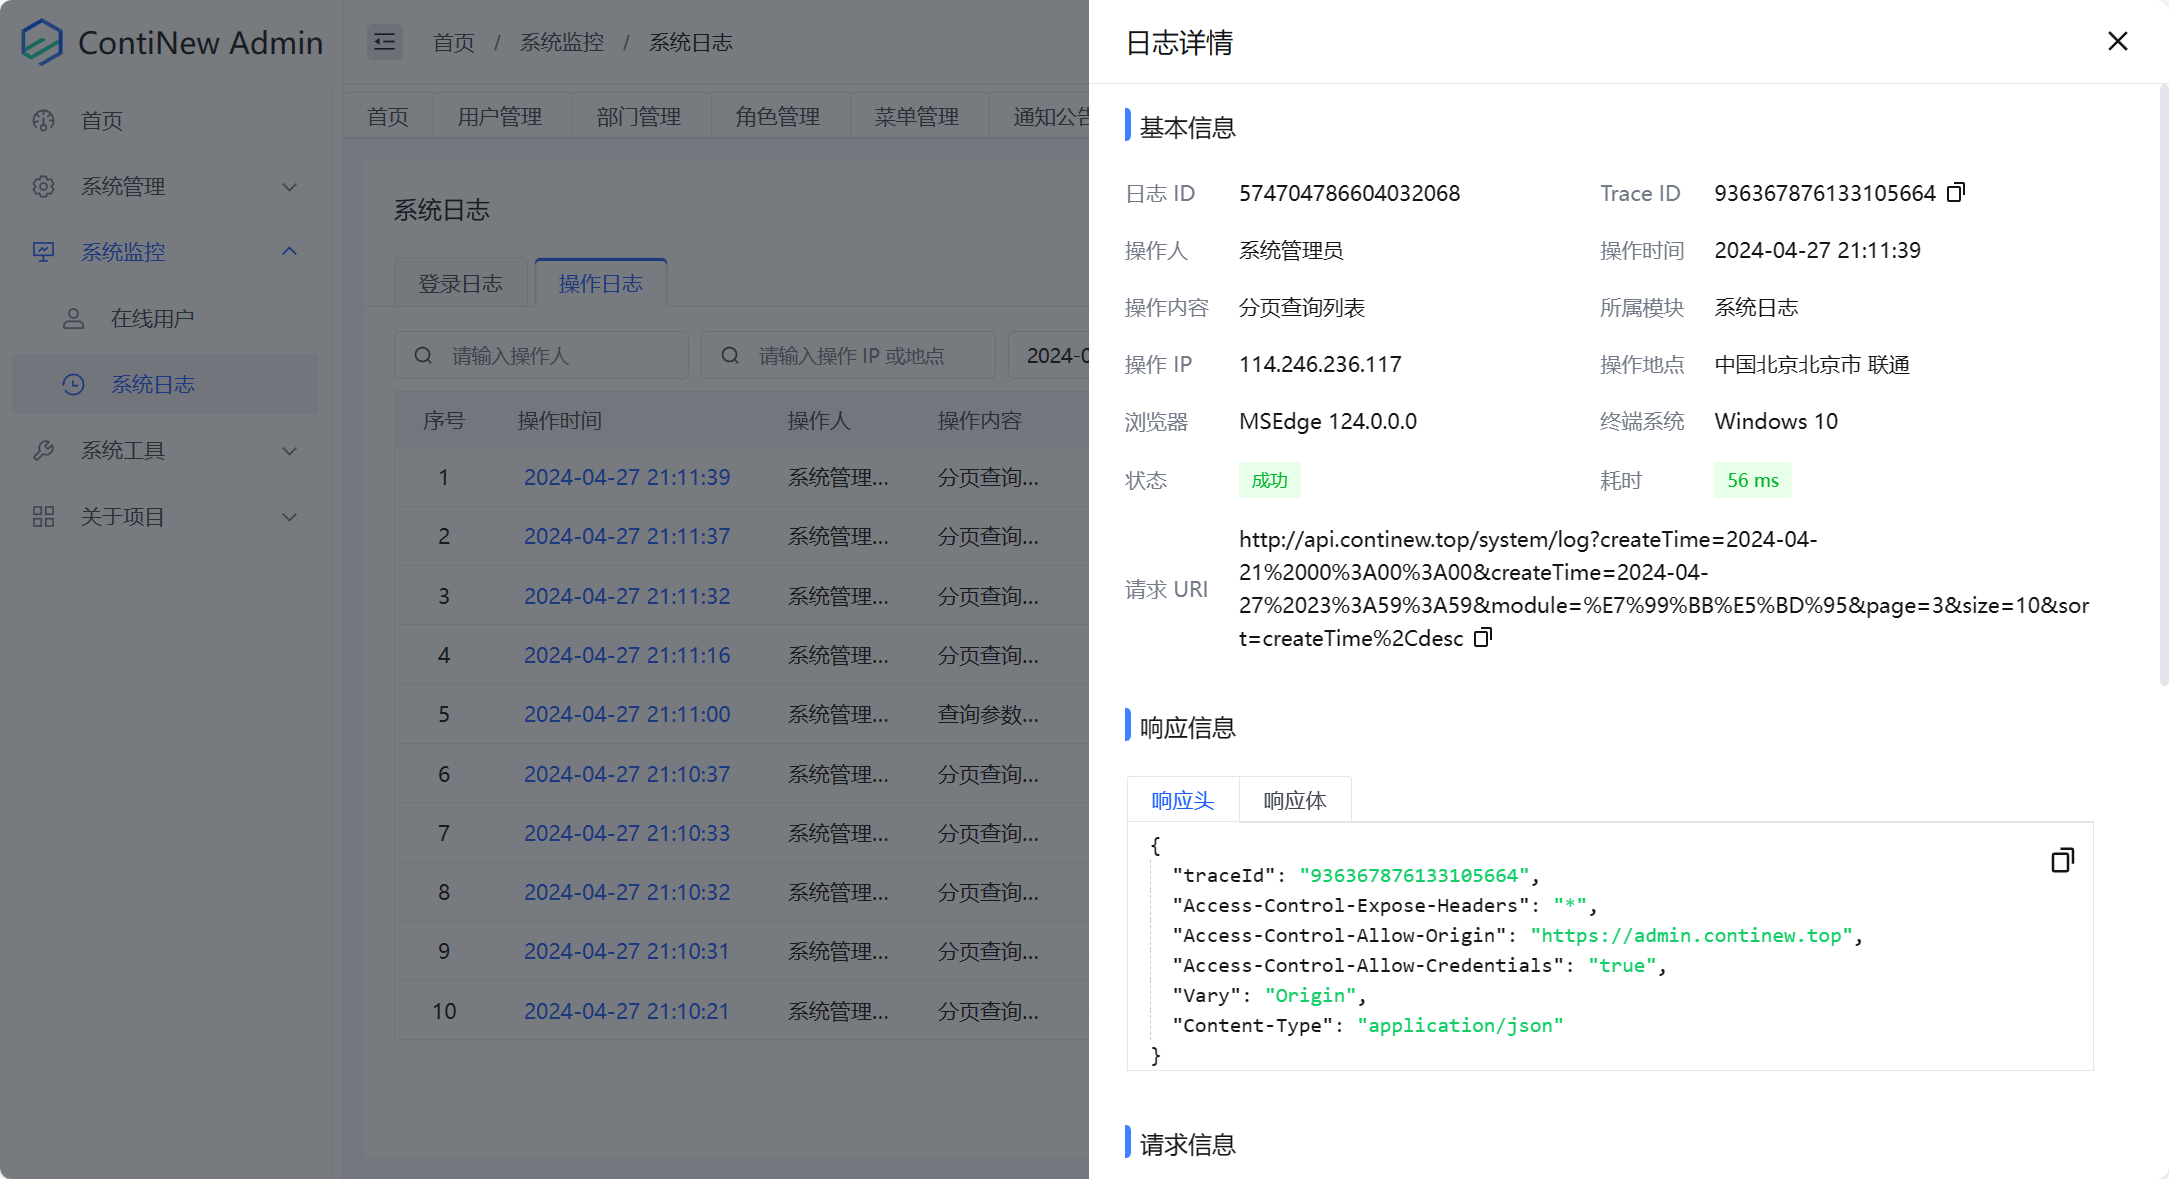 ContiNew Admin
首页
系统管理
系统监控
在线用户
系统日志
系统工具
关于项目
首页 / 系统监控 / 系统日志
首页 用户管理 部门管理 角色管理 菜单管理 通知公告
系统日志
登录日志 操作日志
请输入操作人 请输入操作 IP 或地点 2024-0
序号 操作时间 操作人 操作内容
1 2024-04-27 21:11:39 系统管理... 分页查询...
2 2024-04-27 21:11:37 系统管理... 分页查询...
3 2024-04-27 21:11:32 系统管理... 分页查询...
4 2024-04-27 21:11:16 系统管理... 分页查询...
5 2024-04-27 21:11:00 系统管理... 查询参数...
6 2024-04-27 21:10:37 系统管理... 分页查询...
7 2024-04-27 21:10:33 系统管理... 分页查询...
8 2024-04-27 21:10:32 系统管理... 分页查询...
9 2024-04-27 21:10:31 系统管理... 分页查询...
10 2024-04-27 21:10:21 系统管理... 分页查询...
日志详情
基本信息
日志 ID 574704786604032068 Trace ID 936367876133105664
操作人 系统管理员 操作时间 2024-04-27 21:11:39
操作内容 分页查询列表 所属模块 系统日志
操作 IP 114.246.236.117 操作地点 中国北京北京市 联通
浏览器 MSEdge 124.0.0.0 终端系统 Windows 10
状态 成功 耗时 56 ms
请求 URI
http://api.continew.top/system/log?createTime=2024-04-
21%2000%3A00%3A00&createTime=2024-04-
27%2023%3A59%3A59&module=%E7%99%BB%E5%BD%95&page=3&size=10&sor
t=createTime%2Cdesc
响应信息
响应头 响应体
{
"traceId": "936367876133105664",
"Access-Control-Expose-Headers": "*",
"Access-Control-Allow-Origin": "https://admin.continew.top",
"Access-Control-Allow-Credentials": "true",
"Vary": "Origin",
"Content-Type": "application/json"
}
请求信息